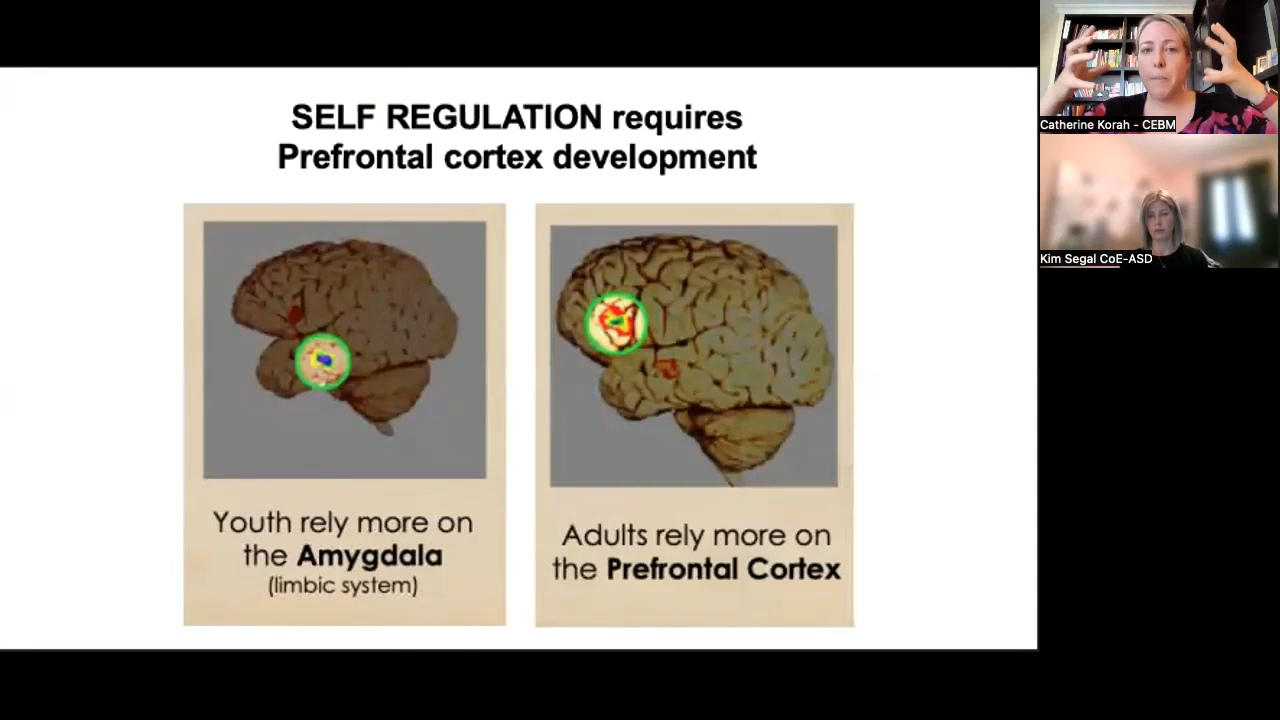 SELF REGULATION requires
Prefrontal cortex development
Youth rely more on
the Amygdala
(limbic system)
Adults rely more on
the Prefrontal Cortex
Catherine Korah - CEBM
Kim Segal CoE-ASD